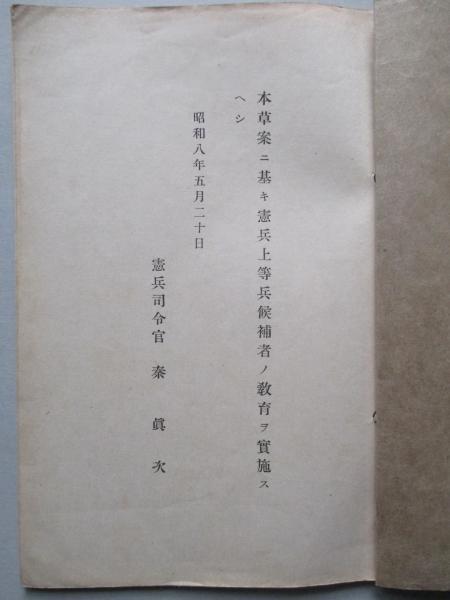 本草案ニ基キ憲兵上等兵候補者ノ敎育ヲ實施ス
ヘシ
昭和八年五月二十日
憲兵司令官 秦 眞次